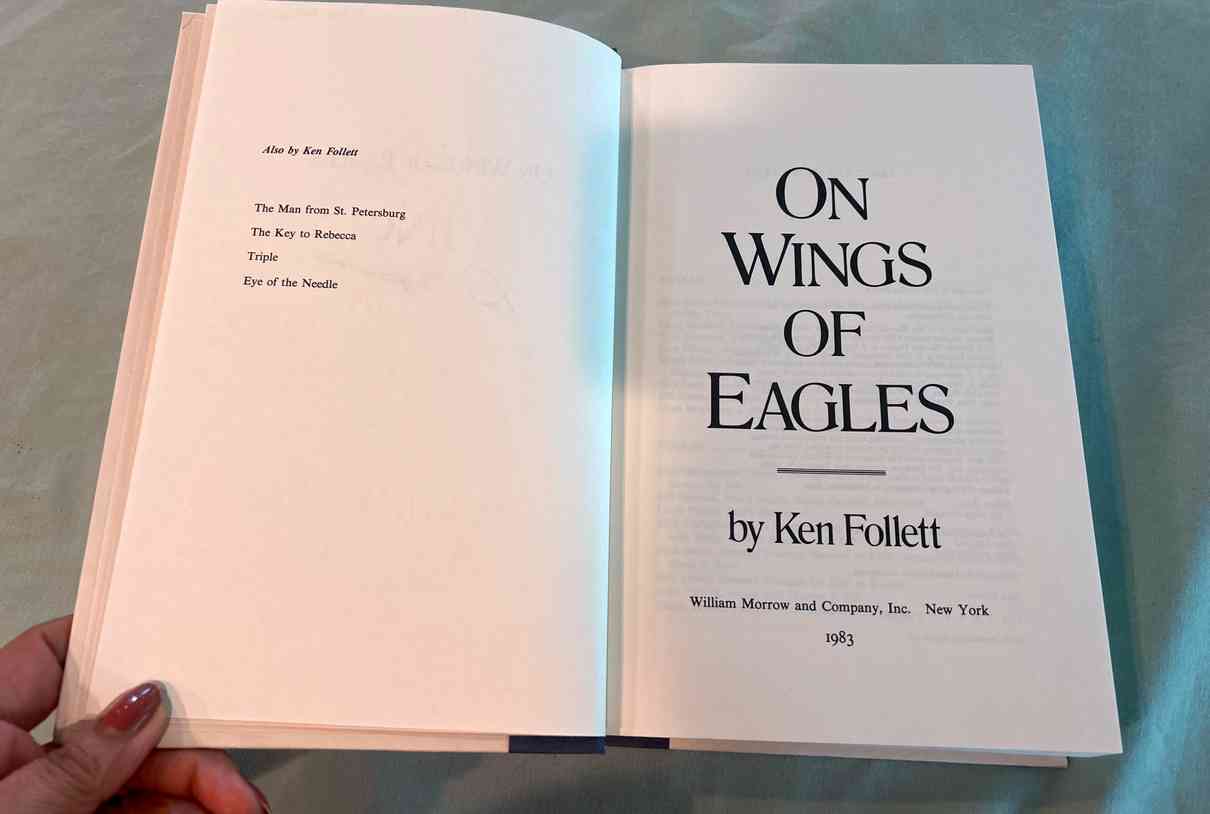 Also by Ken Follett
The Man from St. Petersburg
The Key to Rebecca
Triple
Eye of the Needle
ON
WINGS
OF
EAGLES
by Ken Follett
William Morrow and Company, Inc. New York
1983